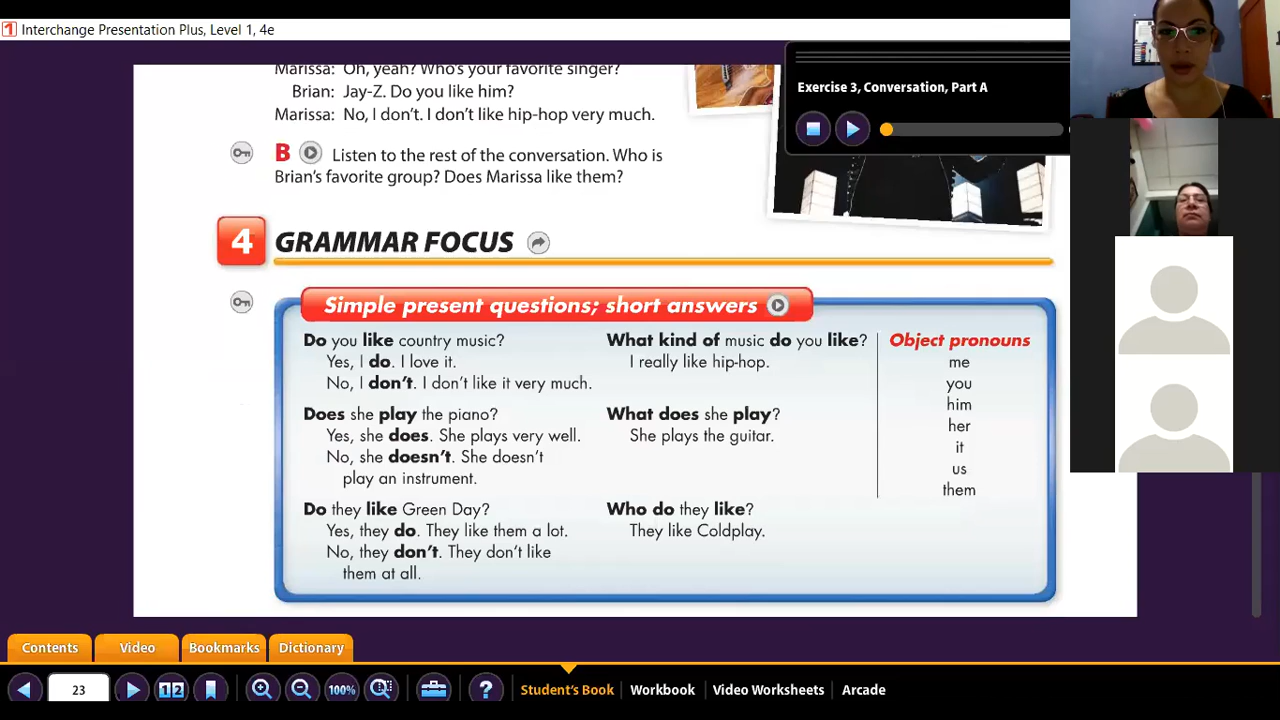 Interchange Presentation Plus, Level 1, 4e
Marissa: Oh, yeah? Who's your favorite singer?
Brian: Jay-Z. Do you like him?
Marissa: No, I don't. I don't like hip-hop very much.
Exercise 3, Conversation, Part A
B Listen to the rest of the conversation. Who is
Brian's favorite group? Does Marissa like them?
4 GRAMMAR FOCUS
Simple present questions; short answers
Do you like country music?
Yes, I do. I love it.
No, I don't. I don't like it very much.
Does she play the piano?
Yes, she does. She plays very well.
No, she doesn't. She doesn't
play an instrument.
Do they like Green Day?
Yes, they do. They like them a lot.
No, they don't. They don't like
them at all.
What kind of music do you like?
I really like hip-hop.
What does she play?
She plays the guitar.
Who do they like?
They like Coldplay.
Object pronouns
me
you
him
her
it
us
them
Contents Video Bookmarks Dictionary
23 1 2 100% ? Student's Book Workbook Video Worksheets Arcade